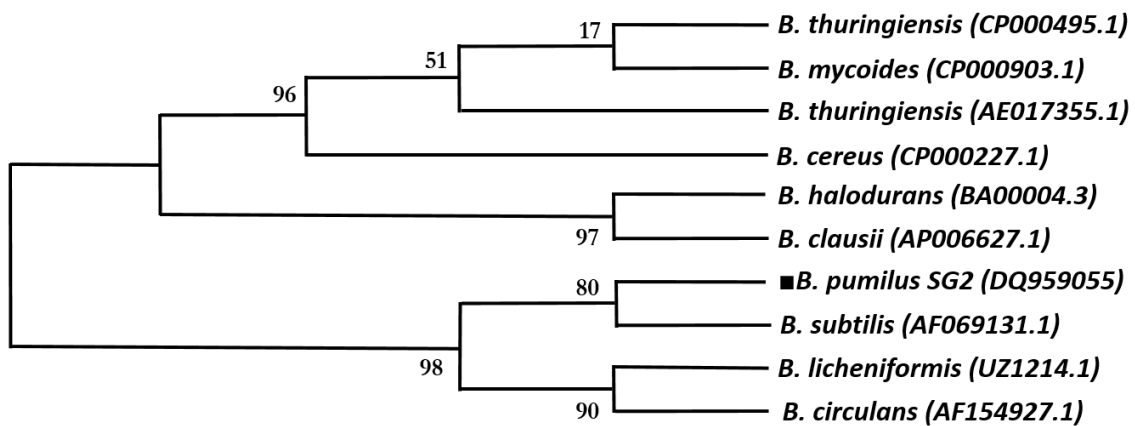 17 B. thuringiensis (CP000495.1)
B. mycoides (CP000903.1)
51
B. thuringiensis (AE017355.1)
96
B. cereus (CP000227.1)
B. halodurans (BA00004.3)
97 B. clausii (AP006627.1)
80 ■B. pumilus SG2 (DQ959055)
B. subtilis (AF069131.1)
98 B. licheniformis (UZ1214.1)
90 B. circulans (AF154927.1)